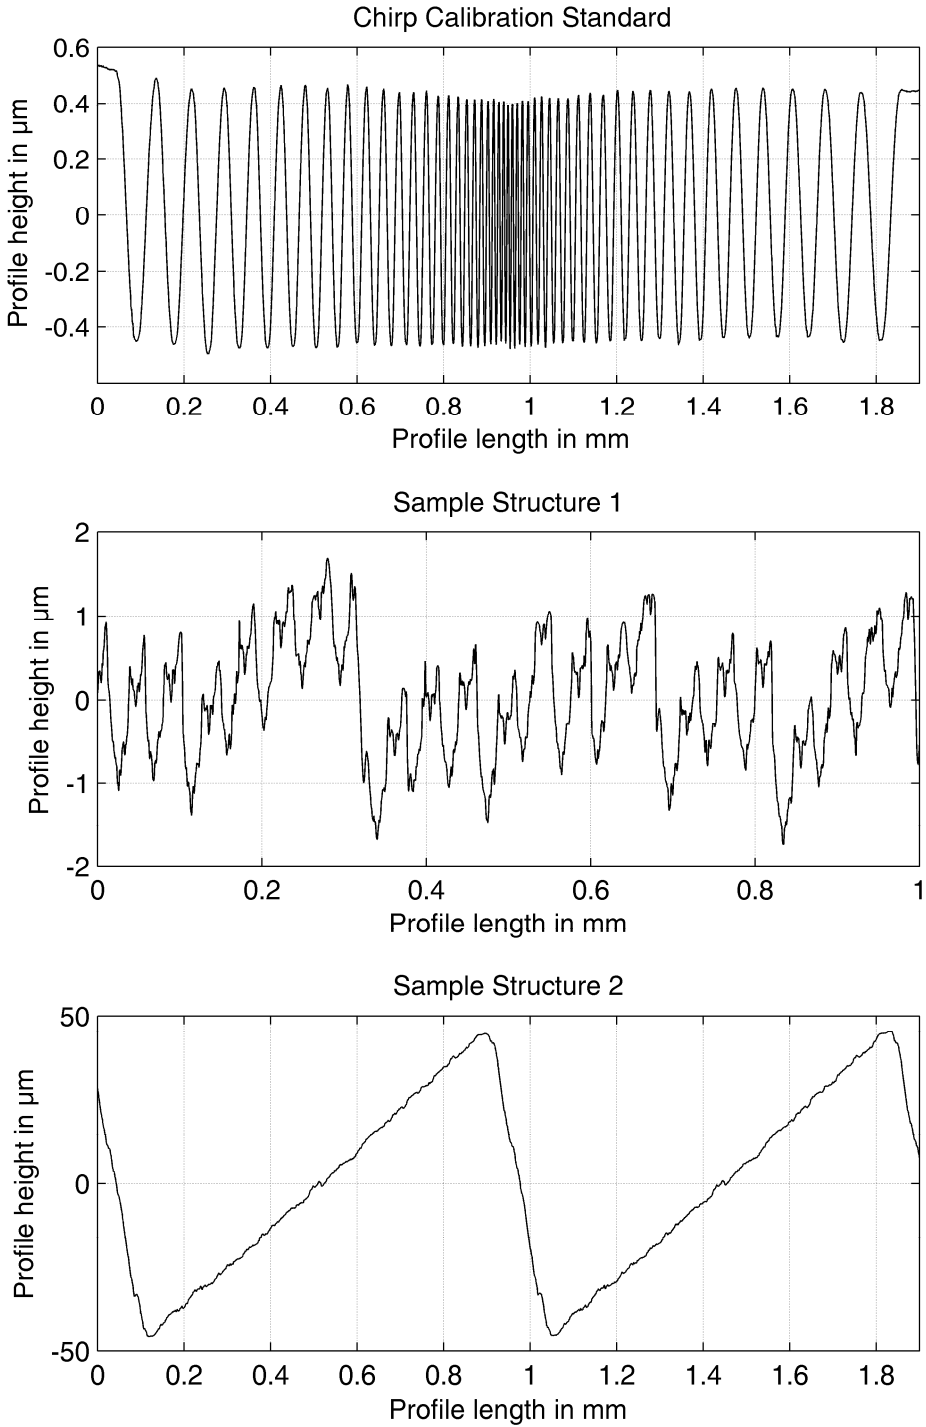 Chirp Calibration Standard
Profile height in μm
0.6
0.4
0.2
0
-0.2
-0.4
0 0.2 0.4 0.6 0.8 1 1.2 1.4 1.6 1.8
Profile length in mm
Sample Structure 1
Profile height in μm
2
1
0
-1
-2
0 0.2 0.4 0.6 0.8 1
Profile length in mm
Sample Structure 2
Profile height in μm
50
0
-50
0 0.2 0.4 0.6 0.8 1 1.2 1.4 1.6 1.8
Profile length in mm